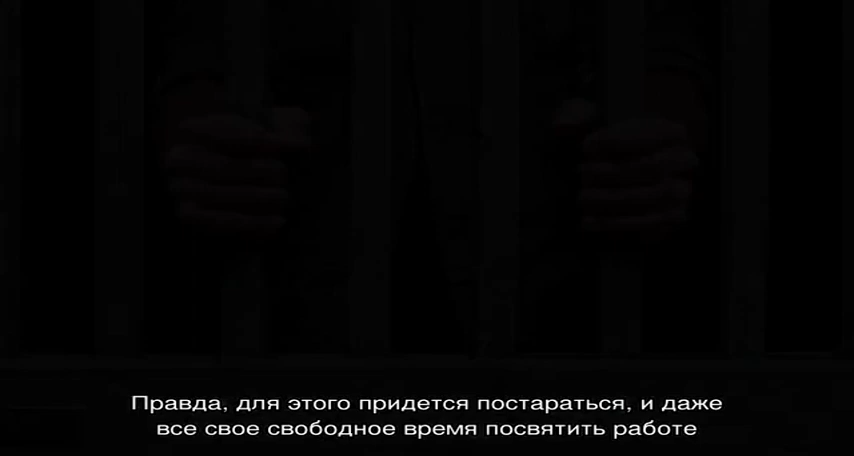 Правда, для этого придется постараться, и даже
все свое свободное время посвятить работе